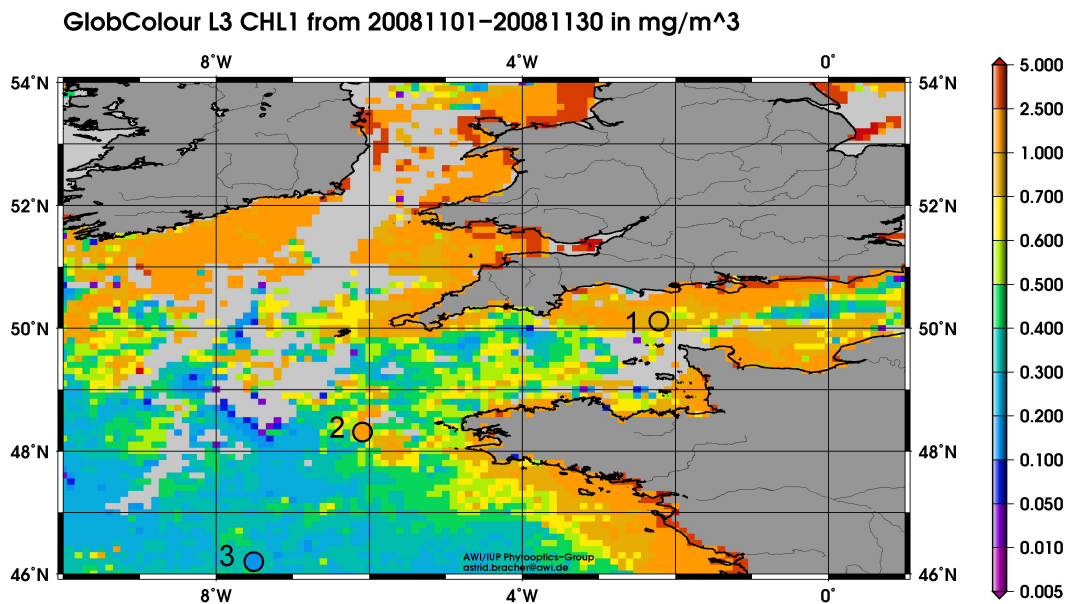 GlobColour L3 CHL1 from 20081101−20081130 in mg/m^3
8°W 4°W 0°
54°N 54°N
5.000
2.500
1.000
52°N 52°N
0.700
0.600
0.500
1
50°N 50°N
0.400
0.300
2
0.200
48°N 48°N
0.100
0.050
3
0.010
AWI/IUP Phytooptics−Group
astrid.bracher@awi.de
46°N 46°N
0.005
8°W 4°W 0°